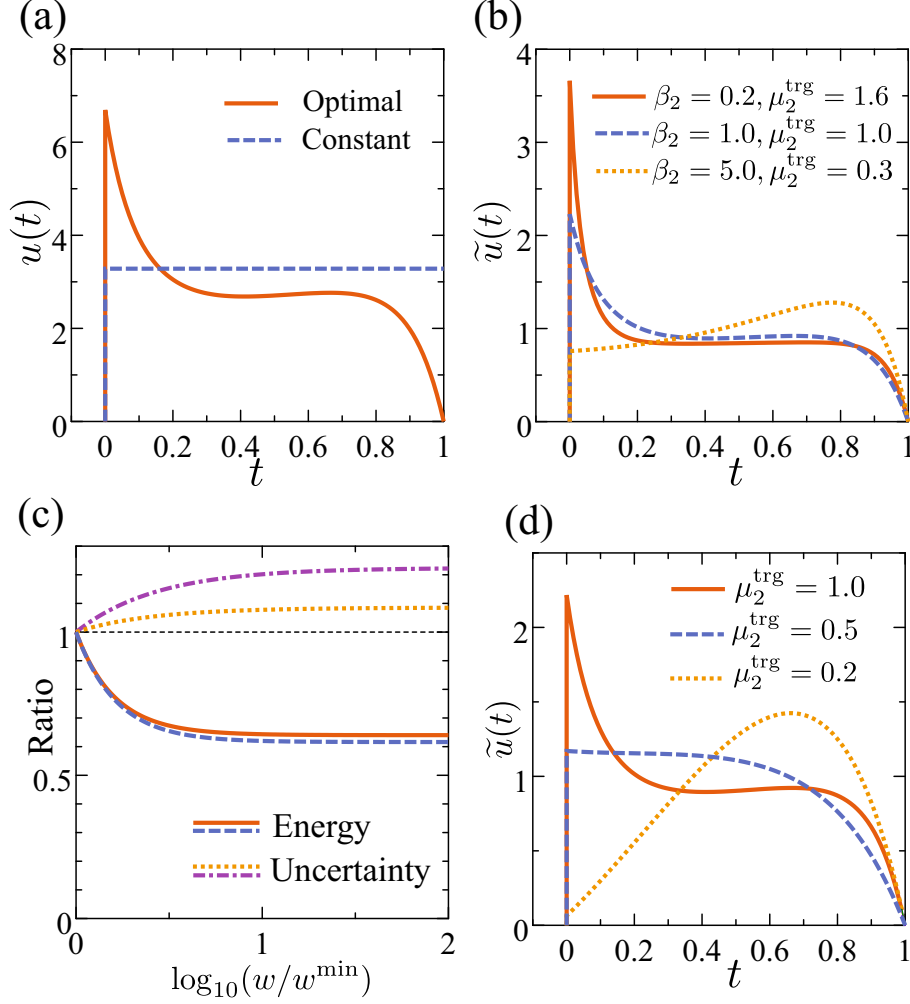 (a)
8
6
4
2
0
u(t)
Optimal
Constant
0 0.2 0.4 0.6 0.8 1
t
(b)
4
3
2
1
0
ũ(t)
β₂ = 0.2, μ₂ᵗʳᵍ = 1.6
β₂ = 1.0, μ₂ᵗʳᵍ = 1.0
β₂ = 5.0, μ₂ᵗʳᵍ = 0.3
0 0.2 0.4 0.6 0.8 1
t
(c)
1
0.5
0
Ratio
Energy
Uncertainty
0 1 2
log₁₀(w/wᵐⁱⁿ)
(d)
2
1
0
ũ(t)
μ₂ᵗʳᵍ = 1.0
μ₂ᵗʳᵍ = 0.5
μ₂ᵗʳᵍ = 0.2
0 0.2 0.4 0.6 0.8 1
t